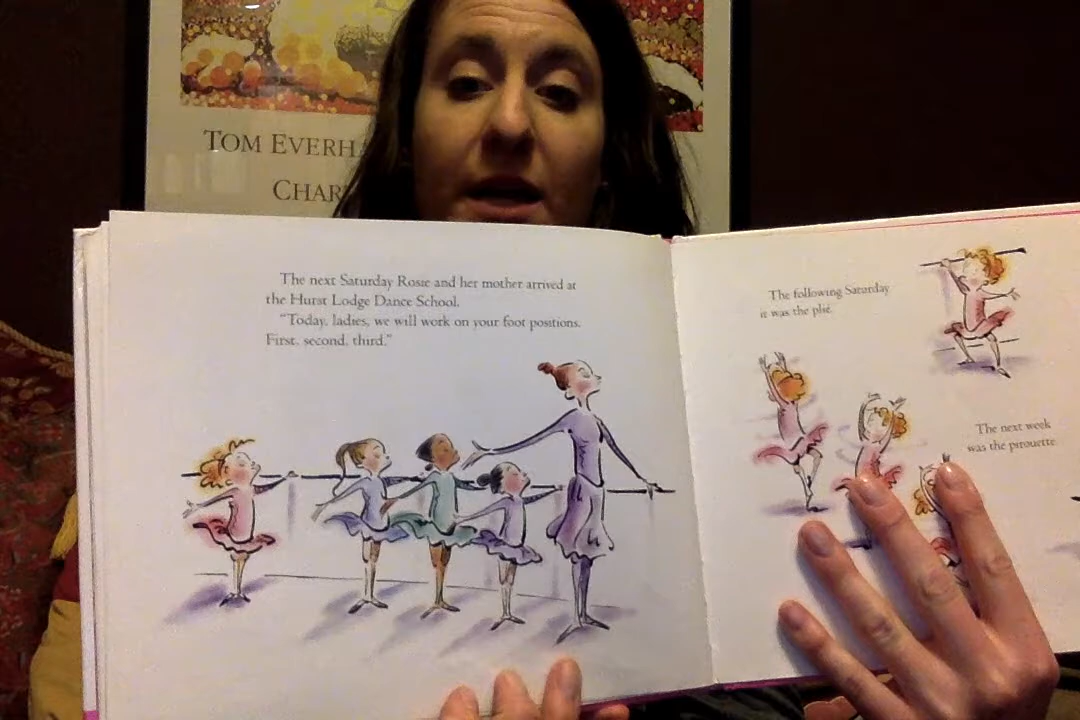 TOM EVERH
CHAR
The next Saturday Rosie and her mother arrived at
the Hurst Lodge Dance School.
"Today, ladies, we will work on your foot positions.
First, second, third."
The following Saturday
it was the plié.
The next week
was the pirouette.